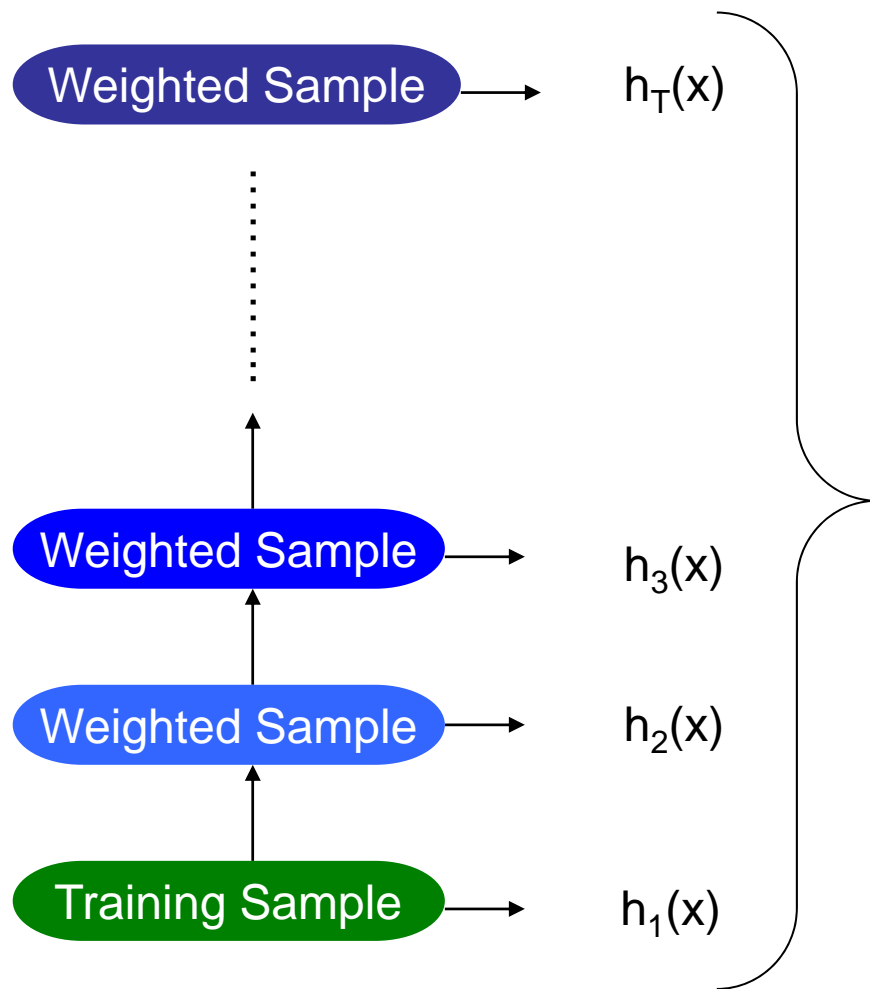 Weighted Sample h_T(x)
Weighted Sample h_3(x)
Weighted Sample h_2(x)
Training Sample h_1(x)